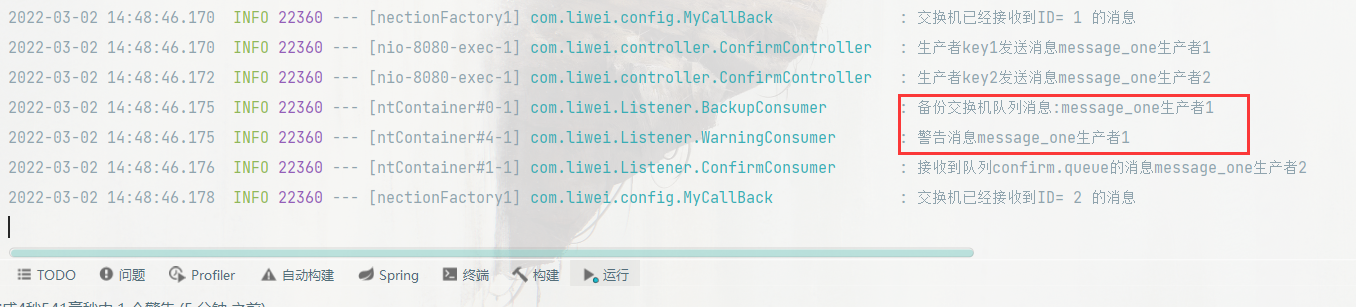 2022-03-02 14:48:46.170 INFO 22360 --- [nectionFactory1] com.liwei.config.MyCallBack : 交换机已经接收到ID= 1 的消息
2022-03-02 14:48:46.170 INFO 22360 --- [nio-8080-exec-1] com.liwei.controller.ConfirmController : 生产者key1发送消息message_one生产者1
2022-03-02 14:48:46.172 INFO 22360 --- [nio-8080-exec-1] com.liwei.controller.ConfirmController : 生产者key2发送消息message_one生产者2
2022-03-02 14:48:46.175 INFO 22360 --- [ntContainer#0-1] com.liwei.Listener.BackupConsumer : 备份交换机队列消息:message_one生产者1
2022-03-02 14:48:46.175 INFO 22360 --- [ntContainer#4-1] com.liwei.Listener.WarningConsumer : 警告消息message_one生产者1
2022-03-02 14:48:46.176 INFO 22360 --- [ntContainer#1-1] com.liwei.Listener.ConfirmConsumer : 接收到队列confirm.queue的消息message_one生产者2
2022-03-02 14:48:46.178 INFO 22360 --- [nectionFactory1] com.liwei.config.MyCallBack : 交换机已经接收到ID= 2 的消息
TODO 问题 Profiler 自动构建 Spring 终端 构建 运行